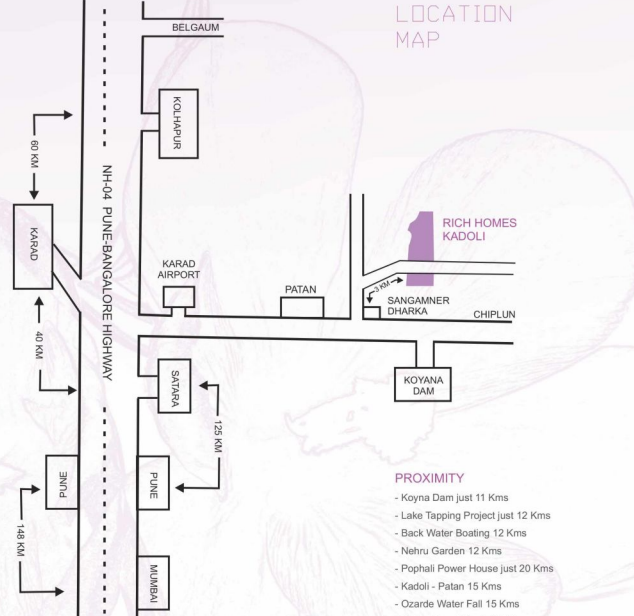 LOCATION
MAP
BELGAUM
KOLHAPUR
60 KM
NH-04 PUNE-BANGALORE HIGHWAY
KARAD
RICH HOMES
KADOLI
KARAD
AIRPORT
PATAN
3 KM
SANGAMNER
DHARKA
CHIPLUN
40 KM
SATARA
KOYANA
DAM
125 KM
PUNE
PUNE
148 KM
MUMBAI
PROXIMITY
- Koyna Dam just 11 Kms
- Lake Tapping Project just 12 Kms
- Back Water Boating 12 Kms
- Nehru Garden 12 Kms
- Pophali Power House just 20 Kms
- Kadoli - Patan 15 Kms
- Ozarde Water Fall 15 Kms